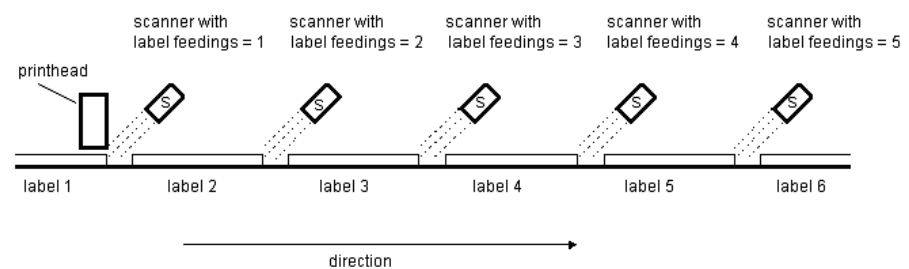 scanner with
label feedings = 1
scanner with
label feedings = 2
scanner with
label feedings = 3
scanner with
label feedings = 4
scanner with
label feedings = 5
printhead
S
S
S
S
S
label 1
label 2
label 3
label 4
label 5
label 6
direction